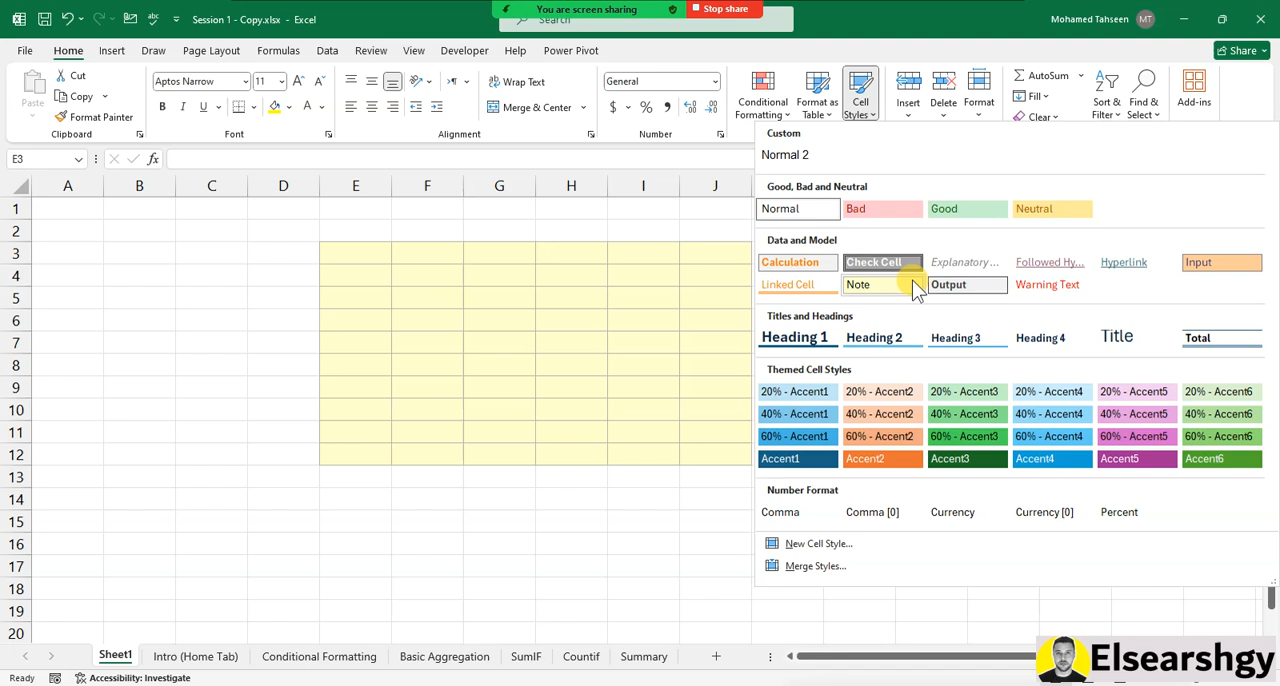 Session 1 - Copy.xlsx - Excel
You are screen sharing
Stop share
Search
Mohamed Tahseen
MT
File Home Insert Draw Page Layout Formulas Data Review View Developer Help Power Pivot
Share
Paste
Cut
Copy
Format Painter
Clipboard
Aptos Narrow 11
B I U
Font
Wrap Text
Merge & Center
Alignment
General
$ %
Number
Conditional Formatting
Format as Table
Cell Styles
Insert
Delete
Format
AutoSum
Fill
Clear
Sort & Filter
Find & Select
Add-ins
E3
fx
A B C D E F G H I J
1
2
3
4
5
6
7
8
9
10
11
12
13
14
15
16
17
18
19
20
Custom
Normal 2
Good, Bad and Neutral
Normal Bad Good Neutral
Data and Model
Calculation Check Cell Explanatory ... Followed Hy... Hyperlink Input
Linked Cell Note Output Warning Text
Titles and Headings
Heading 1 Heading 2 Heading 3 Heading 4 Title Total
Themed Cell Styles
20% - Accent1 20% - Accent2 20% - Accent3 20% - Accent4 20% - Accent5 20% - Accent6
40% - Accent1 40% - Accent2 40% - Accent3 40% - Accent4 40% - Accent5 40% - Accent6
60% - Accent1 60% - Accent2 60% - Accent3 60% - Accent4 60% - Accent5 60% - Accent6
Accent1 Accent2 Accent3 Accent4 Accent5 Accent6
Number Format
Comma Comma [0] Currency Currency [0] Percent
New Cell Style...
Merge Styles...
Sheet1 Intro (Home Tab) Conditional Form Basic Aggregation SumIF Countif Summary
Ready
Accessibility: Investigate
Elsearshgy